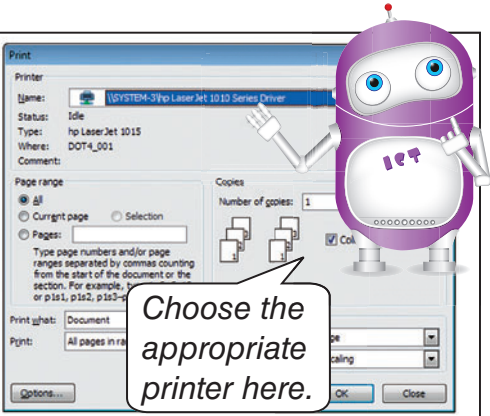 Print
Printer
Name: \\SYSTEM-3\hp LaserJet 1010 Series Driver
Status: Idle
Type: hp LaserJet 1015
Where: DOT4_001
Comment:
Page range
All
Current page Selection
Pages:
Type page numbers and/or page
ranges separated by commas counting
from the start of the document or the
section. For example,
or p1s1, p1s2, p1s3-p
Copies
Number of copies: 1
Print what: Document
Print: All pages in ra
Options...
OK Close
ICT
Choose the
appropriate
printer here.